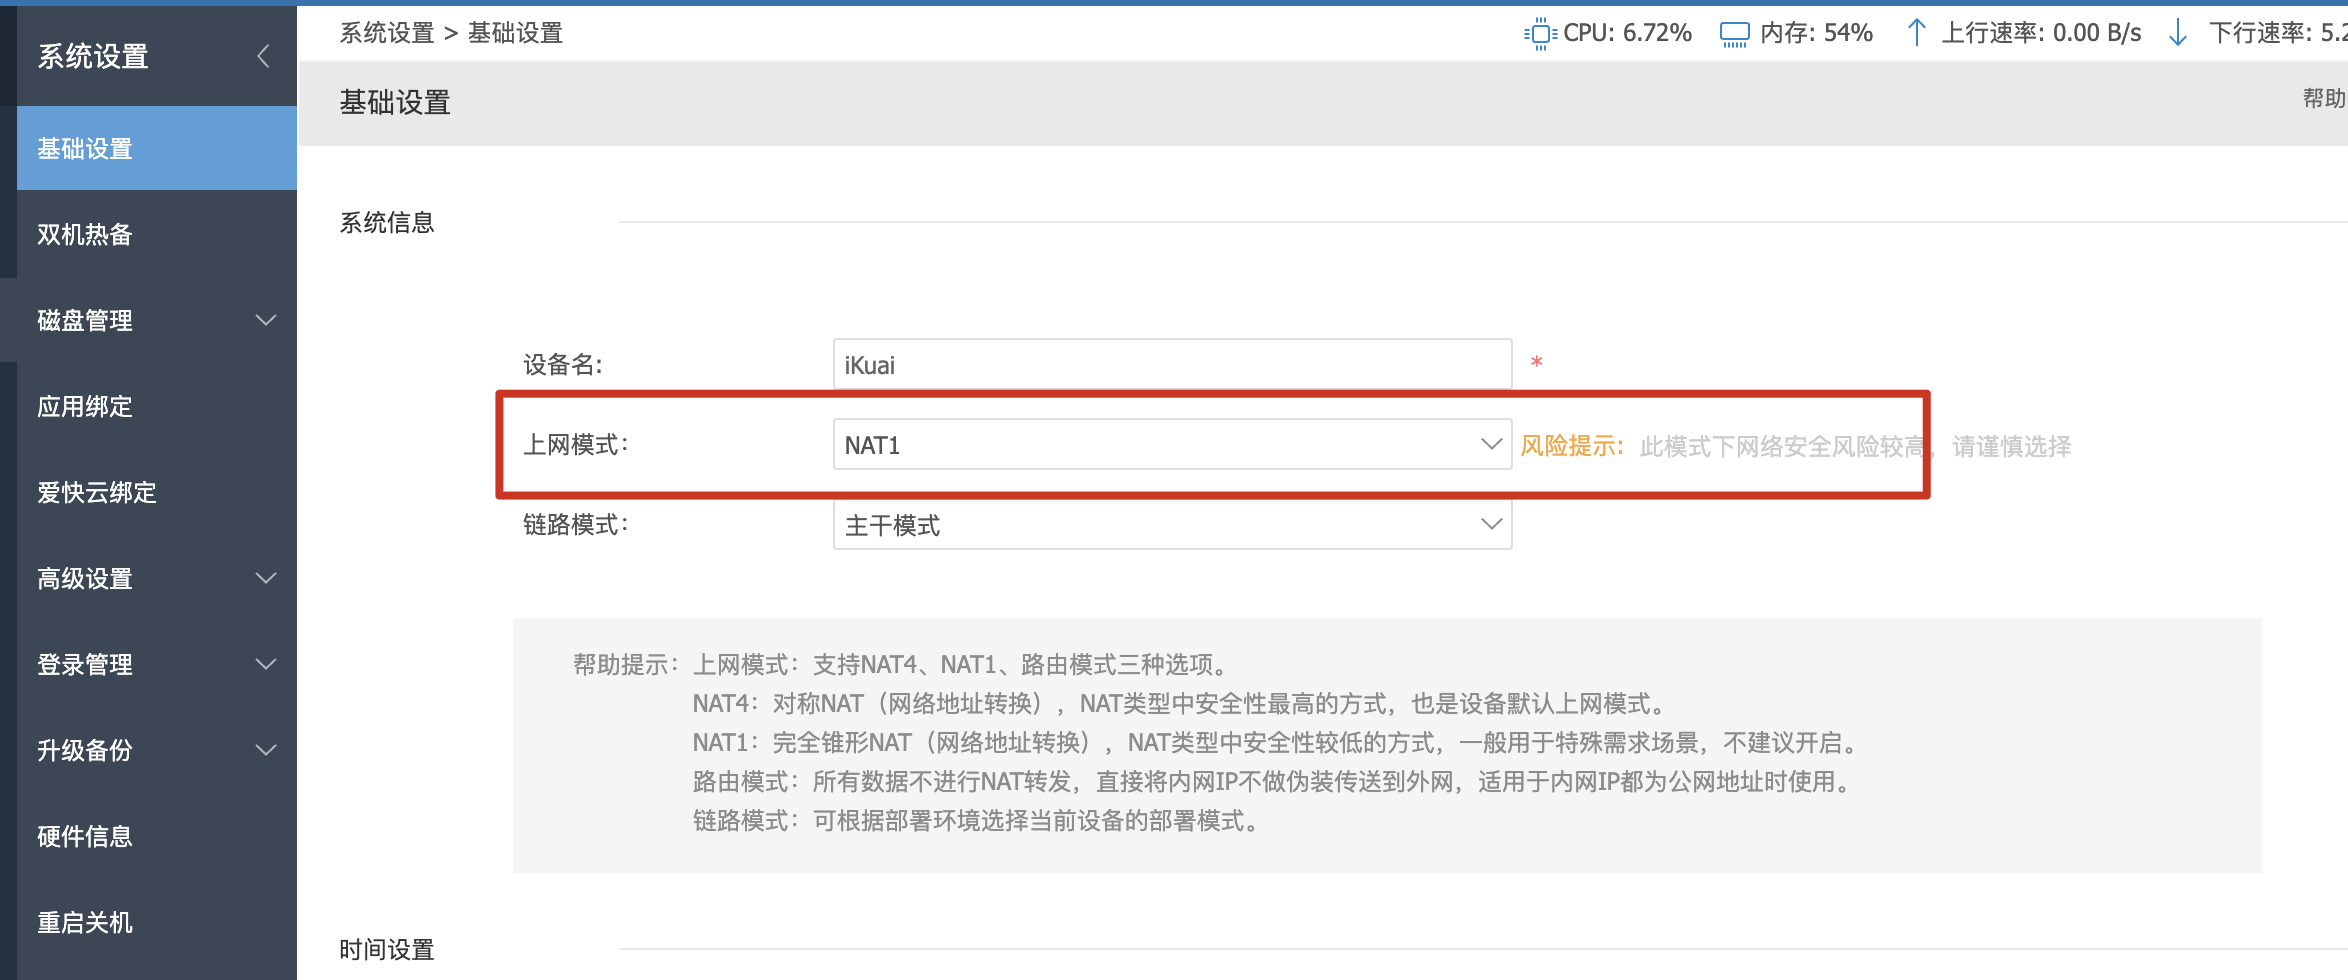 系统设置
基础设置
双机热备
磁盘管理
应用绑定
爱快云绑定
高级设置
登录管理
升级备份
硬件信息
重启关机
系统设置 > 基础设置
CPU: 6.72% 内存: 54% 上行速率: 0.00 B/s 下行速率: 5.2
基础设置
帮助
系统信息
设备名: iKuai *
上网模式: NAT1 风险提示: 此模式下网络安全风险较高，请谨慎选择
链路模式: 主干模式
帮助提示：上网模式：支持NAT4、NAT1、路由模式三种选项。
NAT4：对称NAT（网络地址转换），NAT类型中安全性最高的方式，也是设备默认上网模式。
NAT1：完全锥形NAT（网络地址转换），NAT类型中安全性较低的方式，一般用于特殊需求场景，不建议开启。
路由模式：所有数据不进行NAT转发，直接将内网IP不做伪装传送到外网，适用于内网IP都为公网地址时使用。
链路模式：可根据部署环境选择当前设备的部署模式。
时间设置